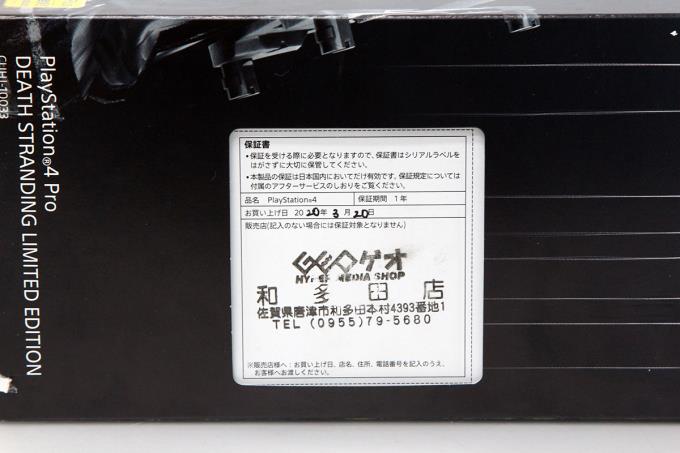 PlayStation®4 Pro
DEATH STRANDING LIMITED EDITION
CUHJ-10033
保証書
•保証を受ける際に必要となりますので、保証書はシリアルラベルを
はがさずに大切に保管してください。
•本製品の保証は日本国内においてだけ有効です。保証規定については
付属のアフターサービスのしおりをご覧ください。
品名 PlayStation®4 保証期間 1年
お買い上げ日 2020年 3月 20日
販売店(記入のない場合には保証対象となりません)
GEO ゲオ
HYPER MEDIA SHOP
和多田店
佐賀県唐津市和多田本村4393番地1
TEL (0955)79-5680
※販売店様へ:お買い上げ日、店名、住所、電話番号を記入のうえ、
お客様へお渡しください。